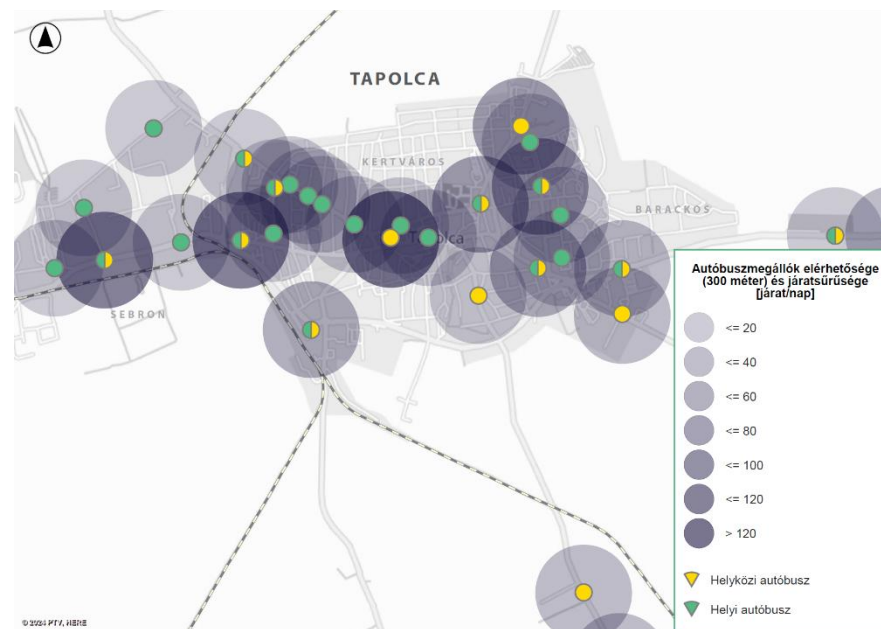 TAPOLCA
KERTVÁROS
BARACKOS
Tapolca
SEBRON
Autóbuszmegállók elérhetősége
(300 méter) és járatsűrűsége
[járat/nap]
<= 20
<= 40
<= 60
<= 80
<= 100
<= 120
> 120
Helyközi autóbusz
Helyi autóbusz
© 2024 PTV, HERE